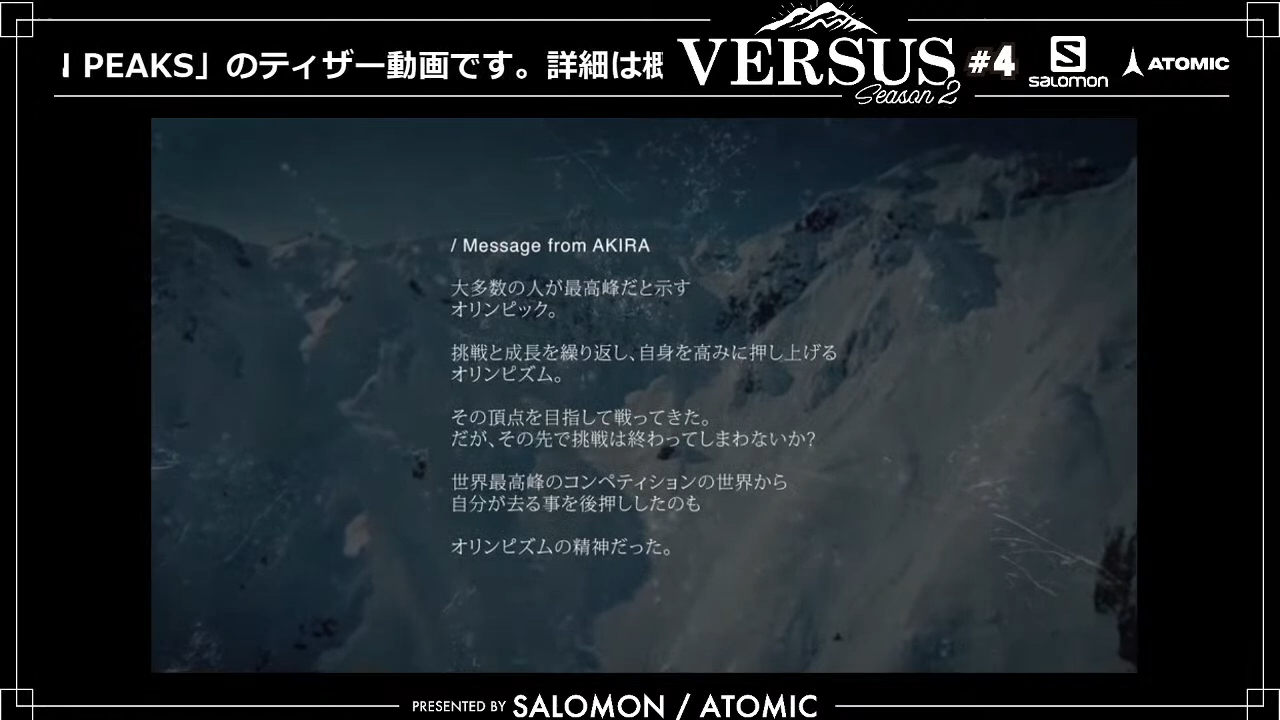 PEAKS」のティザー動画です。詳細は概
VERSUS
Season 2
#4
S
SALOMON
ATOMIC
/ Message from AKIRA
大多数の人が最高峰だと示す
オリンピック。
挑戦と成長を繰り返し、自身を高みに押し上げる
オリンピズム。
その頂点を目指して戦ってきた。
だが、その先で挑戦は終わってしまわないか?
世界最高峰のコンペティションの世界から
自分が去る事を後押ししたのも
オリンピズムの精神だった。
PRESENTED BY SALOMON / ATOMIC